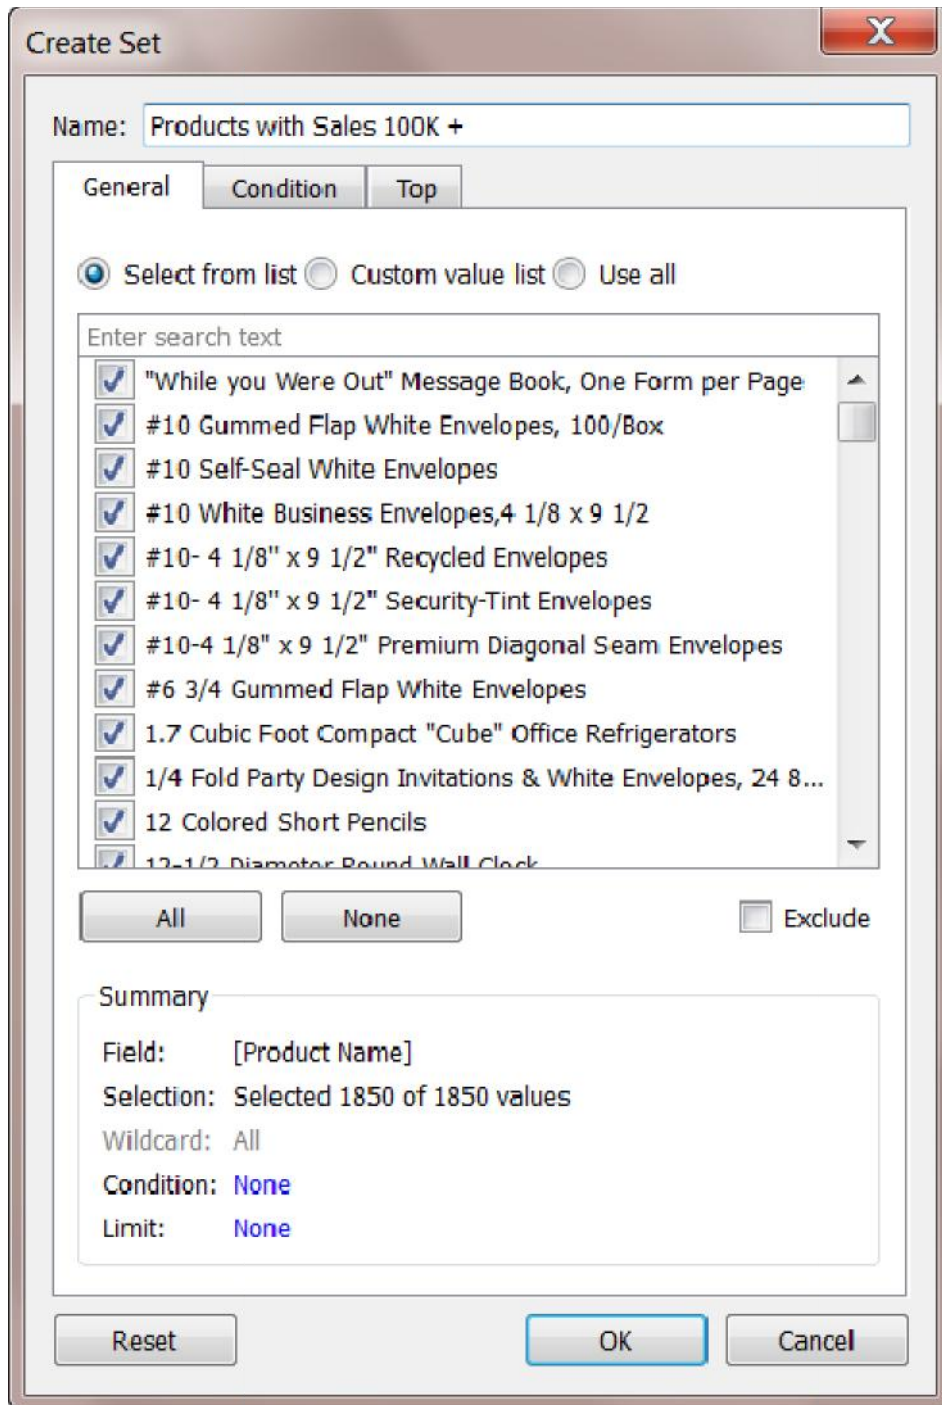 Create Set
X
Name: Products with Sales 100K +
General Condition Top
Select from list Custom value list Use all
Enter search text
"While you Were Out" Message Book, One Form per Page
#10 Gummed Flap White Envelopes, 100/Box
#10 Self-Seal White Envelopes
#10 White Business Envelopes,4 1/8 x 9 1/2
#10- 4 1/8" x 9 1/2" Recycled Envelopes
#10- 4 1/8" x 9 1/2" Security-Tint Envelopes
#10-4 1/8" x 9 1/2" Premium Diagonal Seam Envelopes
#6 3/4 Gummed Flap White Envelopes
1.7 Cubic Foot Compact "Cube" Office Refrigerators
1/4 Fold Party Design Invitations & White Envelopes, 24 8...
12 Colored Short Pencils
12-1/2 Diameter Round Wall Clock
All None Exclude
Summary
Field: [Product Name]
Selection: Selected 1850 of 1850 values
Wildcard: All
Condition: None
Limit: None
Reset OK Cancel